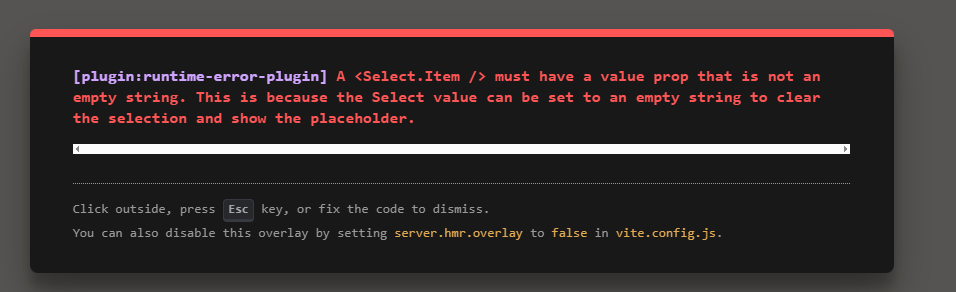 [plugin:runtime-error-plugin] A <Select.Item /> must have a value prop that is not an
empty string. This is because the Select value can be set to an empty string to clear
the selection and show the placeholder.
Click outside, press Esc key, or fix the code to dismiss.
You can also disable this overlay by setting server.hmr.overlay to false in vite.config.js.